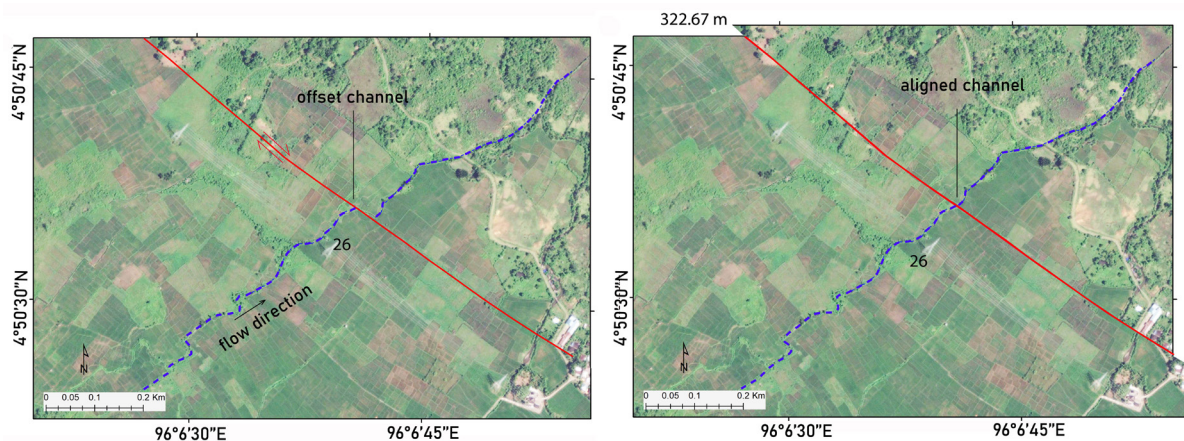 322.67 m
4°50'45"N
offset channel
26
flow direction
4°50'30"N
N
0 0.05 0.1 0.2 Km
96°6'30"E 96°6'45"E
4°50'45"N
aligned channel
26
4°50'30"N
N
0 0.05 0.1 0.2 Km
96°6'30"E 96°6'45"E